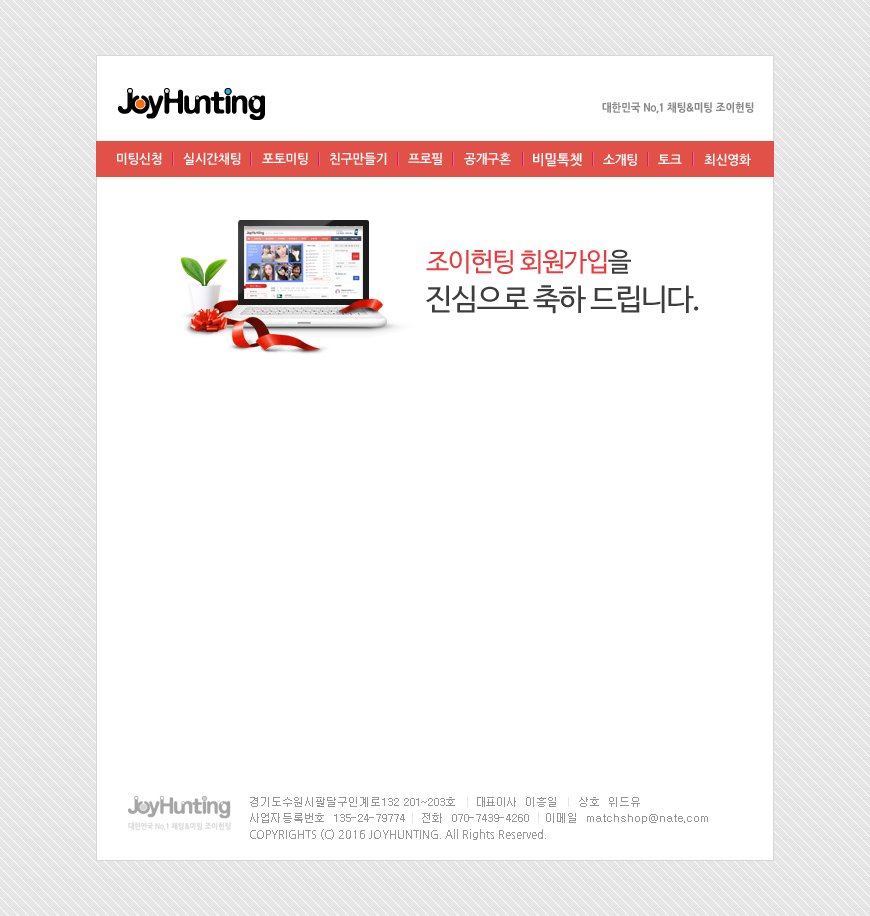 JoyHunting
대한민국 No,1 채팅&미팅 조이헌팅
미팅신청 실시간채팅 포토미팅 친구만들기 프로필 공개구혼 비밀톡쳇 소개팅 토크 최신영화
조이헌팅 회원가입을
진심으로 축하 드립니다.
JoyHunting
대한민국 No,1 채팅&미팅 조이헌팅
경기도수원시팔달구인계로132 201~203호 | 대표이사 이홍일 | 상호 위드유
사업자등록번호 135-24-79774 | 전화 070-7439-4260 | 이메일 matchshop@nate.com
COPYRIGHTS (C) 2016 JOYHUNTING. All Rights Reserved.